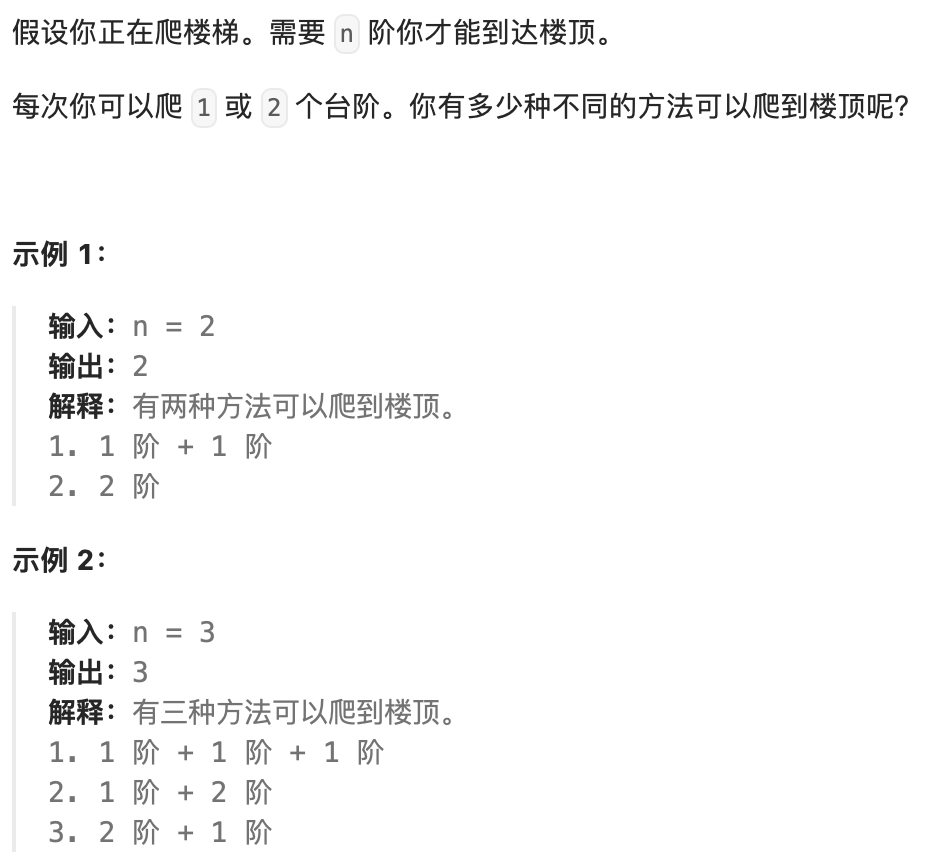 假设你正在爬楼梯。需要 n 阶你才能到达楼顶。
每次你可以爬 1 或 2 个台阶。你有多少种不同的方法可以爬到楼顶呢？
示例 1：
输入：n = 2
输出：2
解释：有两种方法可以爬到楼顶。
1. 1 阶 + 1 阶
2. 2 阶
示例 2：
输入：n = 3
输出：3
解释：有三种方法可以爬到楼顶。
1. 1 阶 + 1 阶 + 1 阶
2. 1 阶 + 2 阶
3. 2 阶 + 1 阶